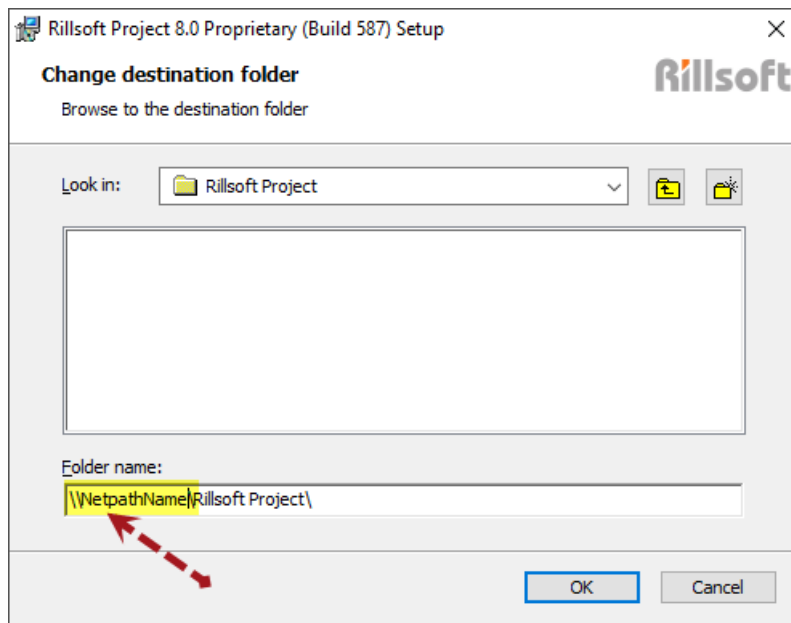 Rillsoft Project 8.0 Proprietary (Build 587) Setup
Change destination folder
Rillsoft
Browse to the destination folder
Look in:
Rillsoft Project
Folder name:
\\NetpathName\Rillsoft Project\
OK
Cancel